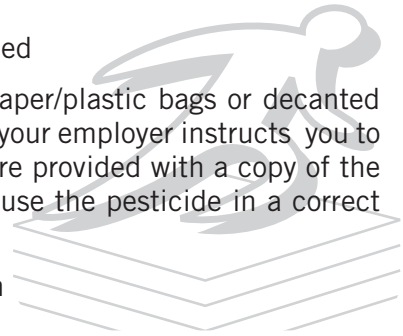 ed
aper/plastic bags or decanted
your employer instructs you to
re provided with a copy of the
use the pesticide in a correct
n